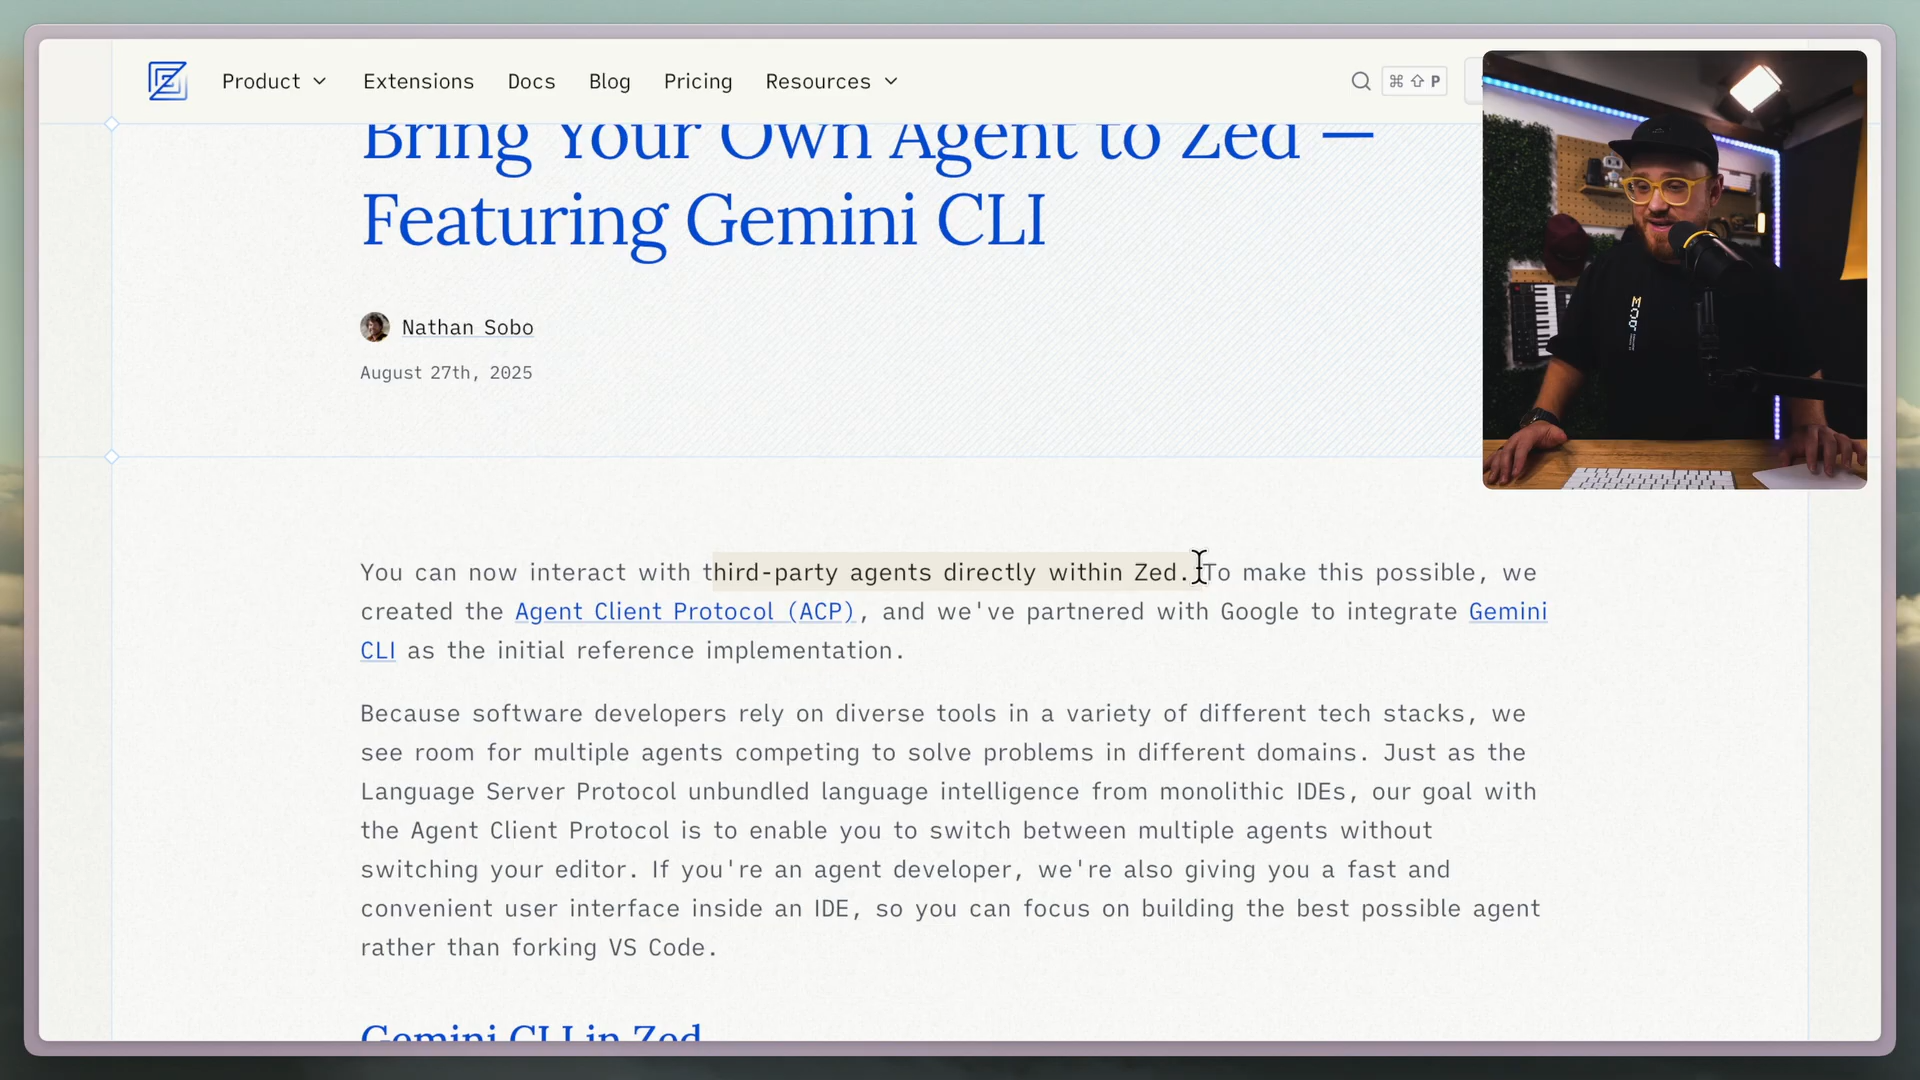 Product
Extensions
Docs
Blog
Pricing
Resources
⌘ ⇧ P
Bring Your Own Agent to Zed —
Featuring Gemini CLI
Nathan Sobo
August 27th, 2025
You can now interact with third-party agents directly within Zed. To make this possible, we
created the Agent Client Protocol (ACP), and we've partnered with Google to integrate Gemini
CLI as the initial reference implementation.
Because software developers rely on diverse tools in a variety of different tech stacks, we
see room for multiple agents competing to solve problems in different domains. Just as the
Language Server Protocol unbundled language intelligence from monolithic IDEs, our goal with
the Agent Client Protocol is to enable you to switch between multiple agents without
switching your editor. If you're an agent developer, we're also giving you a fast and
convenient user interface inside an IDE, so you can focus on building the best possible agent
rather than forking VS Code.
Gemini CLI in Zed